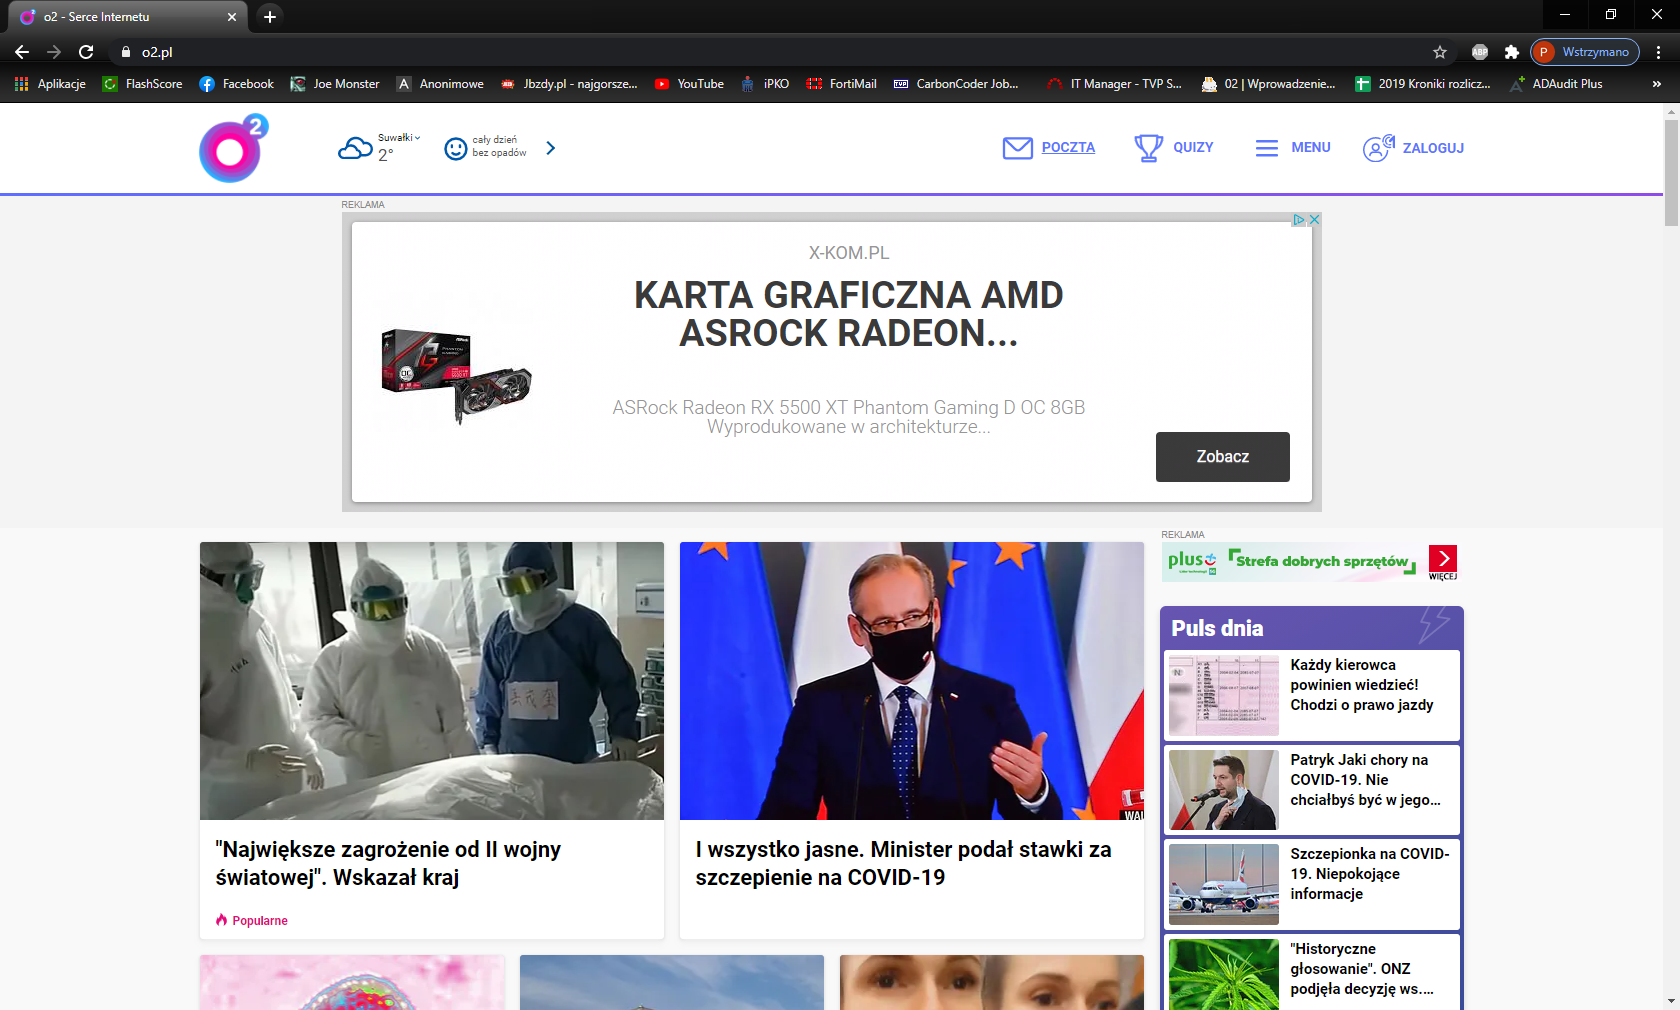 o2 - Serce Internetu
o2.pl
ABP
P Wstrzymano
Aplikacje FlashScore Facebook Joe Monster A Anonimowe Jbzdy.pl - najgorsze... YouTube iPKO FortiMail CarbonCoder Job... IT Manager - TVP S... 02 | Wprowadzenie... 2019 Kroniki rozlicz... ADAudit Plus »
2
Suwałki
2°
cały dzień
bez opadów
POCZTA QUIZY MENU ZALOGUJ
REKLAMA
X-KOM.PL
KARTA GRAFICZNA AMD
ASROCK RADEON...
ASRock Radeon RX 5500 XT Phantom Gaming D OC 8GB
Wyprodukowane w architekturze...
Zobacz
REKLAMA
plus
Strefa dobrych sprzętów
WIĘCEJ
"Największe zagrożenie od II wojny
światowej". Wskazał kraj
Popularne
I wszystko jasne. Minister podał stawki za
szczepienie na COVID-19
Puls dnia
Każdy kierowca
powinien wiedzieć!
Chodzi o prawo jazdy
Patryk Jaki chory na
COVID-19. Nie
chciałbyś być w jego...
Szczepionka na COVID-
19. Niepokojące
informacje
"Historyczne
głosowanie". ONZ
podjęła decyzję ws....